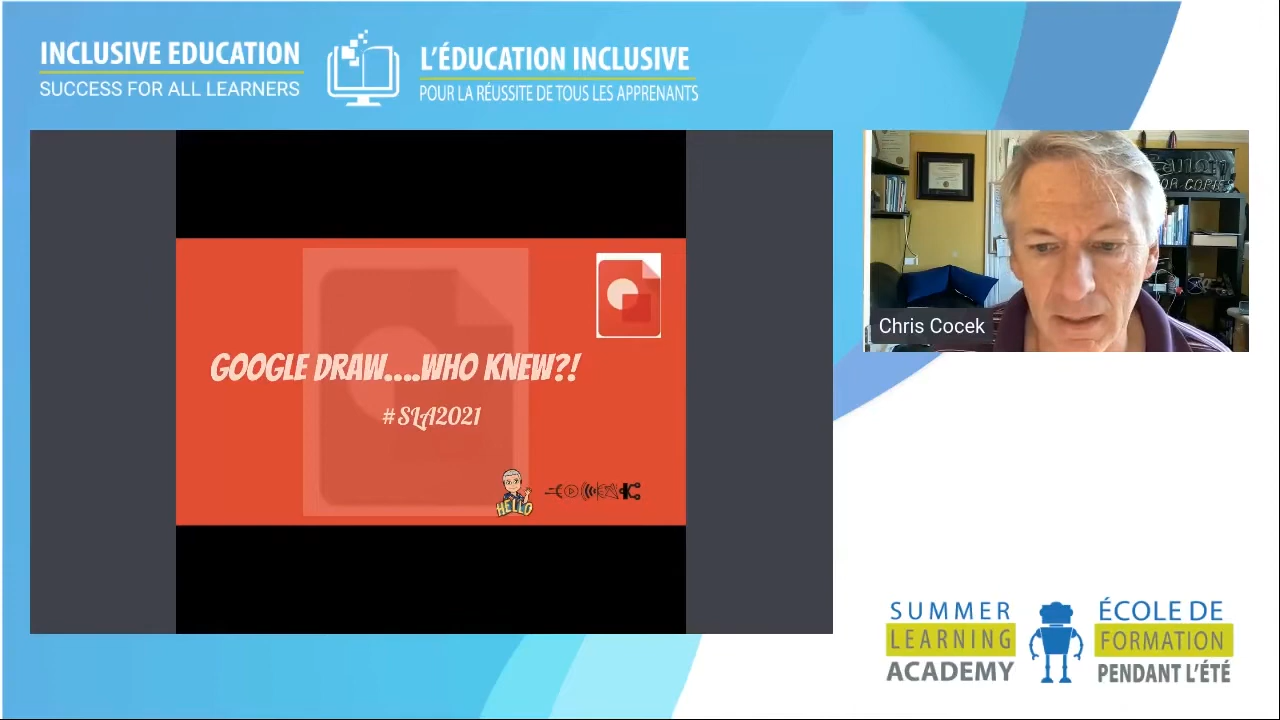 INCLUSIVE EDUCATION
SUCCESS FOR ALL LEARNERS
L'ÉDUCATION INCLUSIVE
POUR LA RÉUSSITE DE TOUS LES APPRENANTS
GOOGLE DRAW....WHO KNEW?!
#SLA2021
HELLO
Canon
Chris Cocek
SUMMER
LEARNING
ACADEMY
ÉCOLE DE
FORMATION
PENDANT L'ÉTÉ